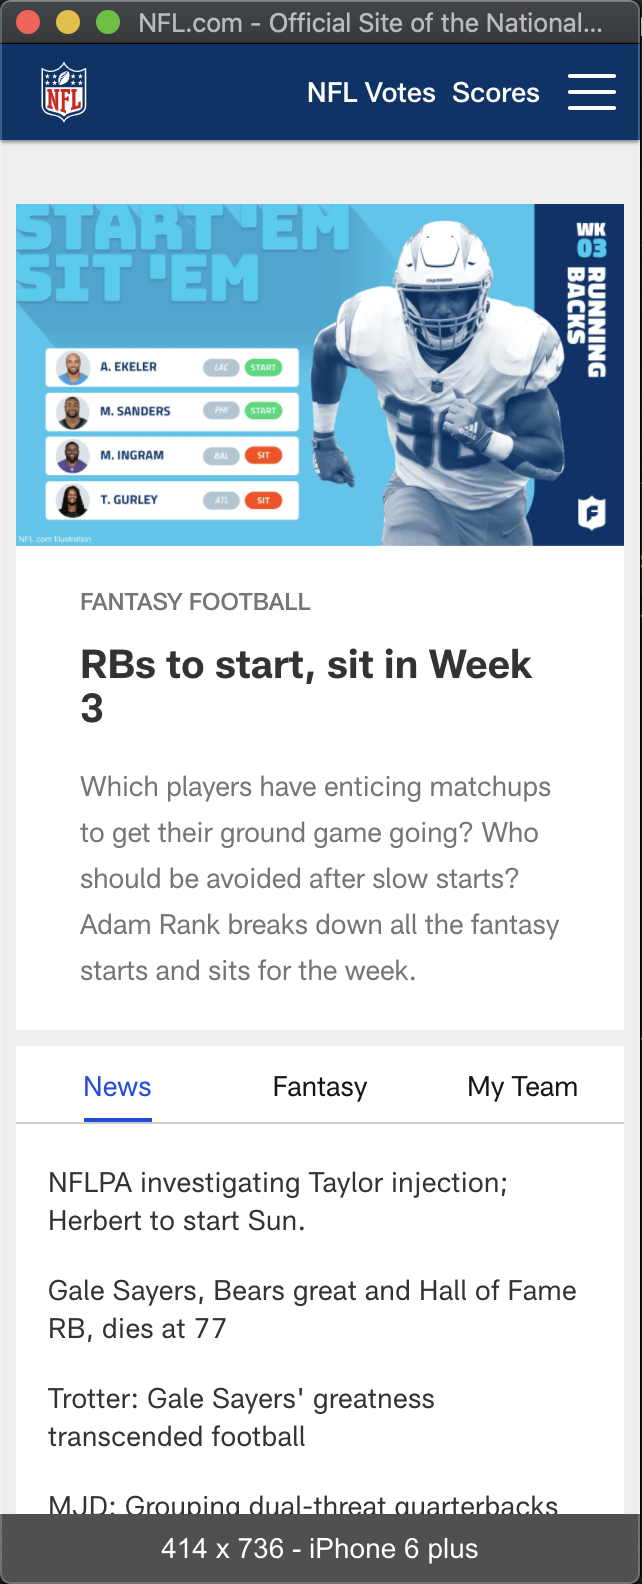 NFL.com - Official Site of the National...
NFL
NFL Votes Scores
START 'EM
SIT 'EM
WK
03
RUNNING
BACKS
A. EKELER LAC START
M. SANDERS PHI START
M. INGRAM BAL SIT
T. GURLEY ATL SIT
CHARGERS
30
adidas
F
NFL.com Illustration
FANTASY FOOTBALL
RBs to start, sit in Week
3
Which players have enticing matchups
to get their ground game going? Who
should be avoided after slow starts?
Adam Rank breaks down all the fantasy
starts and sits for the week.
News Fantasy My Team
NFLPA investigating Taylor injection;
Herbert to start Sun.
Gale Sayers, Bears great and Hall of Fame
RB, dies at 77
Trotter: Gale Sayers' greatness
transcended football
MJD: Grouping dual-threat quarterbacks
414 x 736 - iPhone 6 plus